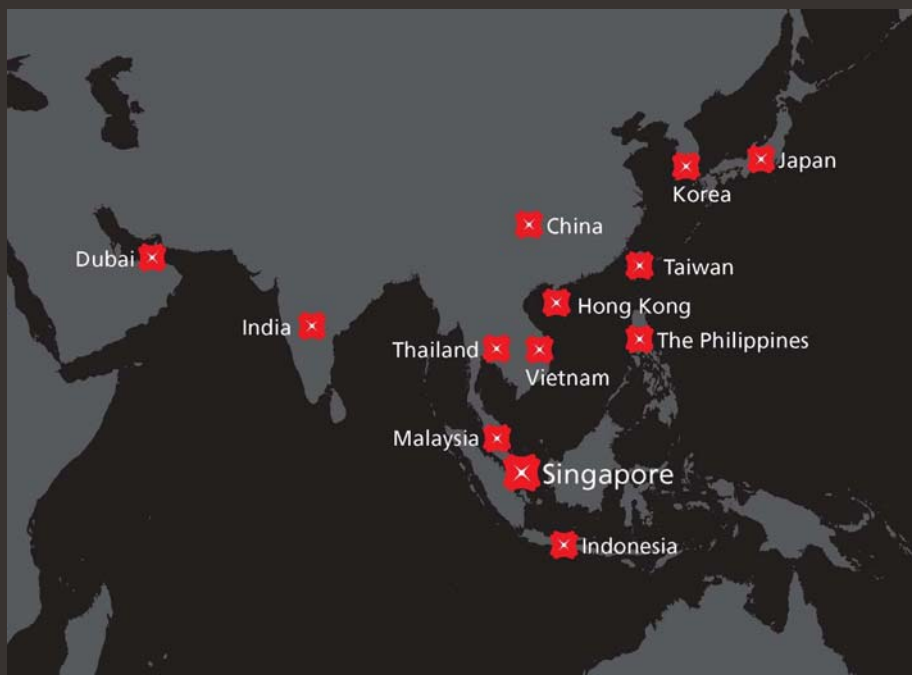 Japan
Korea
China
Dubai
Taiwan
Hong Kong
India
The Philippines
Thailand
Vietnam
Malaysia
Singapore
Indonesia